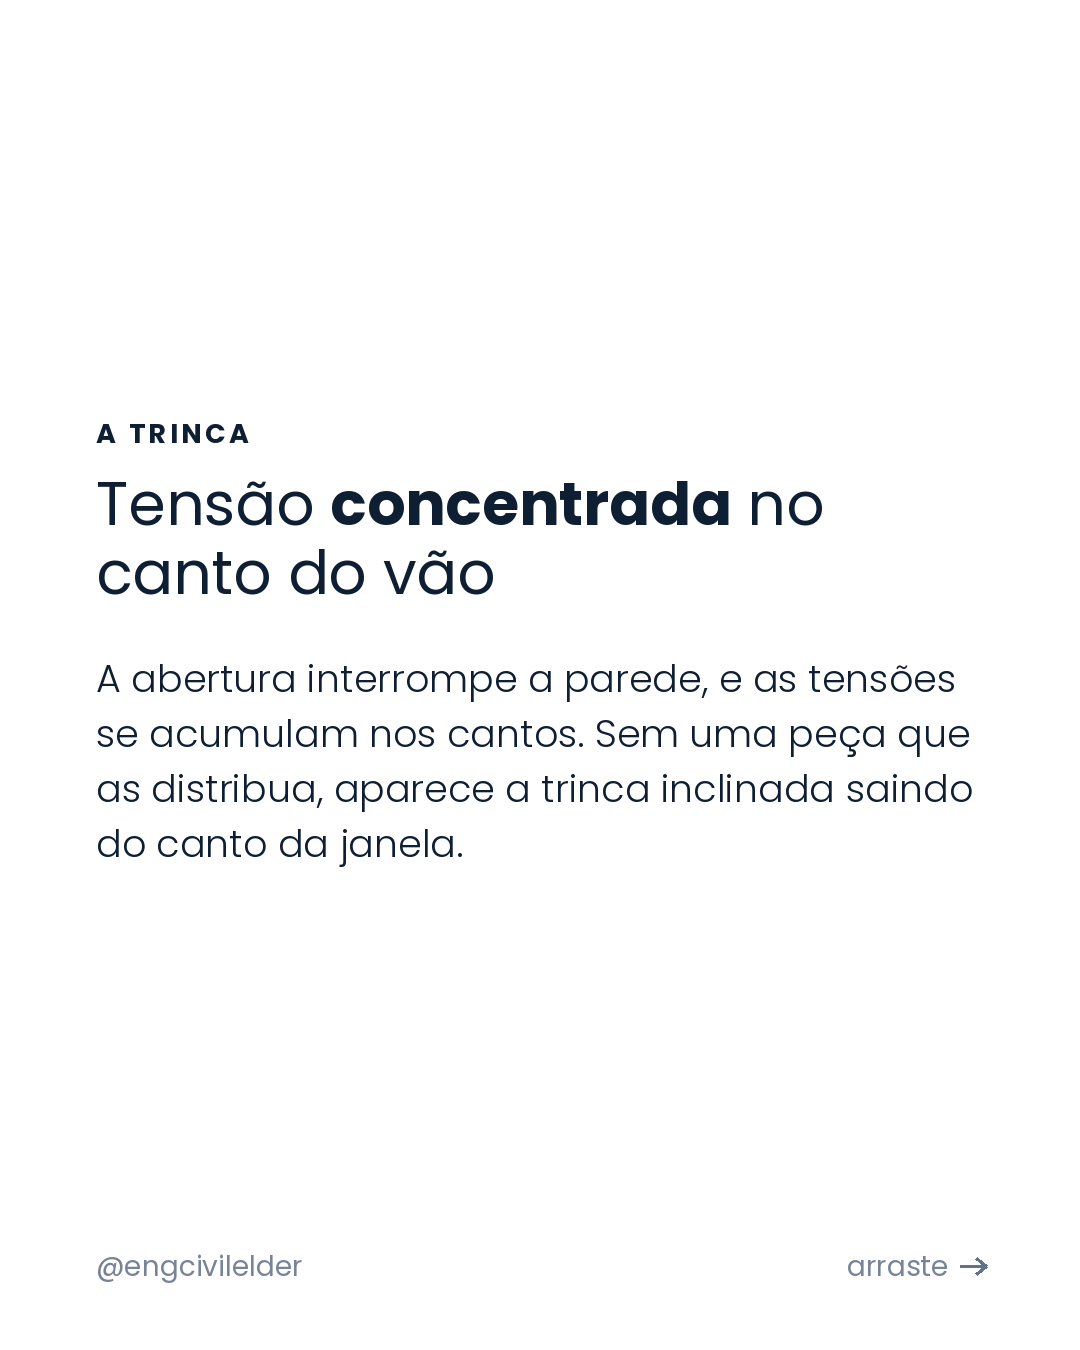 A TRINCA
Tensão concentrada no
canto do vão
A abertura interrompe a parede, e as tensões
se acumulam nos cantos. Sem uma peça que
as distribua, aparece a trinca inclinada saindo
do canto da janela.
@engcivilelder
arraste →